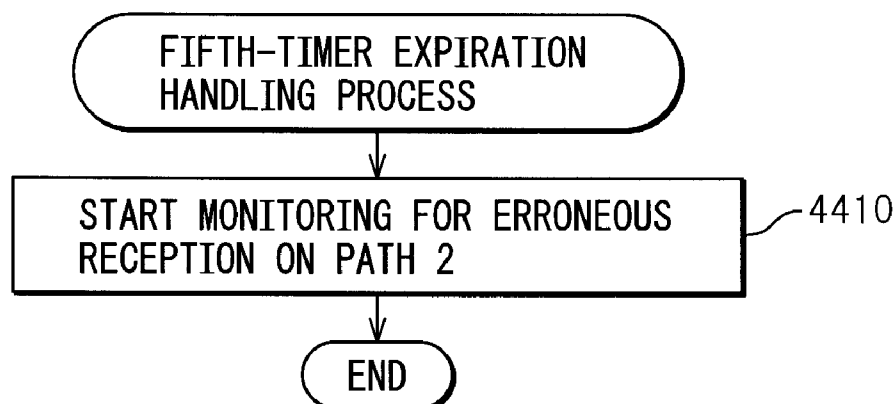 FIFTH-TIMER EXPIRATION
HANDLING PROCESS
START MONITORING FOR ERRONEOUS
RECEPTION ON PATH 2
4410
END